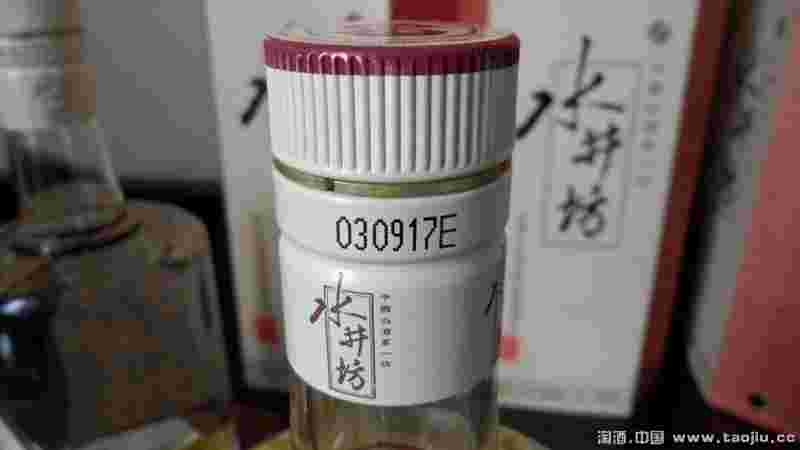 030917E
水井坊
中國白酒第一坊
水井坊
淘酒.中国 www.taojiu.cc